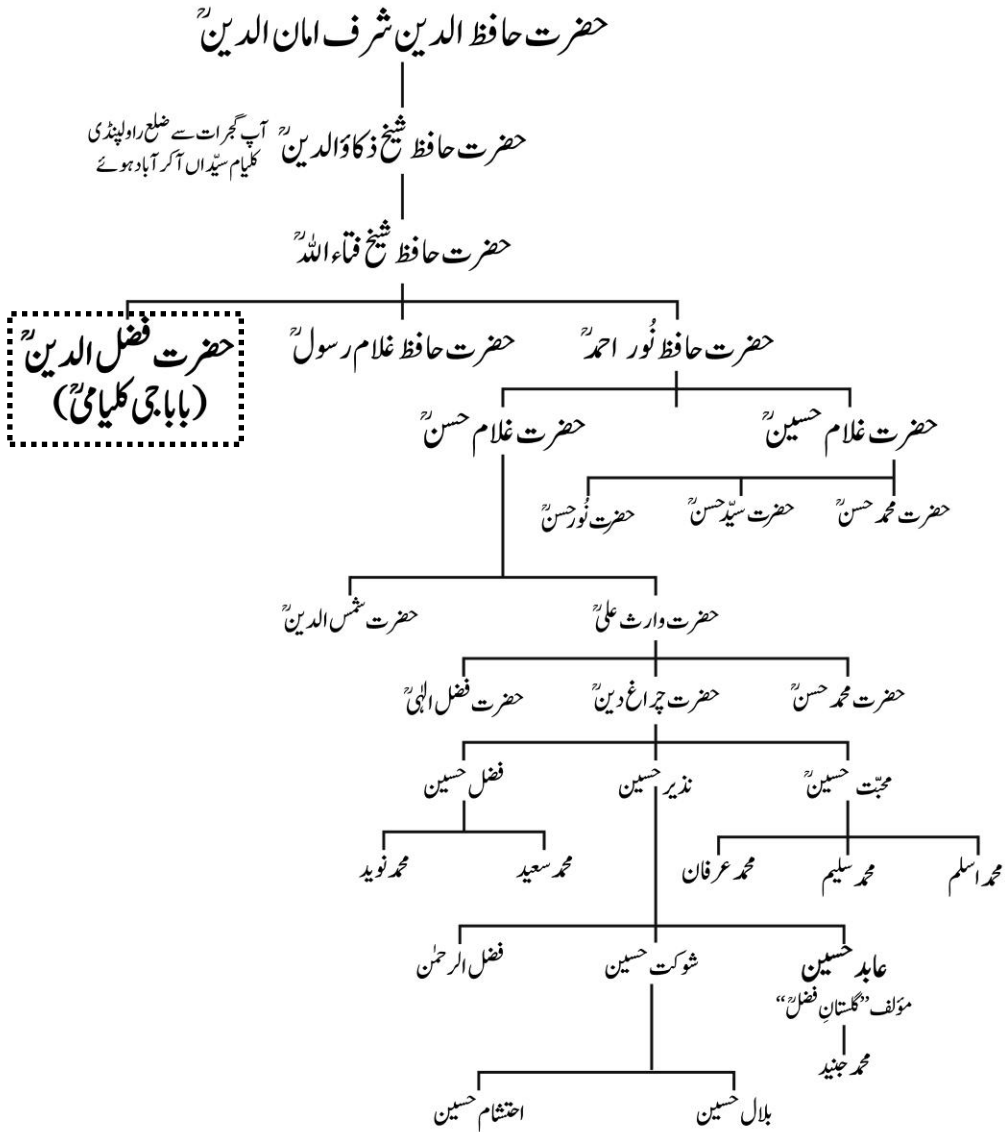 حضرت حافظ الدین شرف امان الدینؒ
حضرت حافظ شیخ ذکاؤالدینؒ
آپ گجرات سے ضلع راولپنڈی
کلیام سیّداں آکر آباد ہوئے
حضرت حافظ شیخ فتاء اللہؒ
حضرت حافظ نُور احمدؒ
حضرت حافظ غلام رسولؒ
حضرت فضل الدینؒ
(باباجی کلیامیؒ)
حضرت غلام حسینؒ
حضرت غلام حسنؒ
حضرت محمد حسنؒ
حضرت سیّد حسنؒ
حضرت نُور حسنؒ
حضرت وارث علیؒ
حضرت شمس الدینؒ
حضرت محمد حسنؒ
حضرت چراغ دینؒ
حضرت فضل الٰہیؒ
محبّت حسینؒ
نذیر حسین
فضل حسین
محمد اسلم
محمد سلیم
محمد عرفان
محمد سعید
محمد نوید
عابد حسین
مؤلف ”گلستانِ فضلؒ“
شوکت حسین
فضل الرحمٰن
محمد جنید
بلال حسین
احتشام حسین